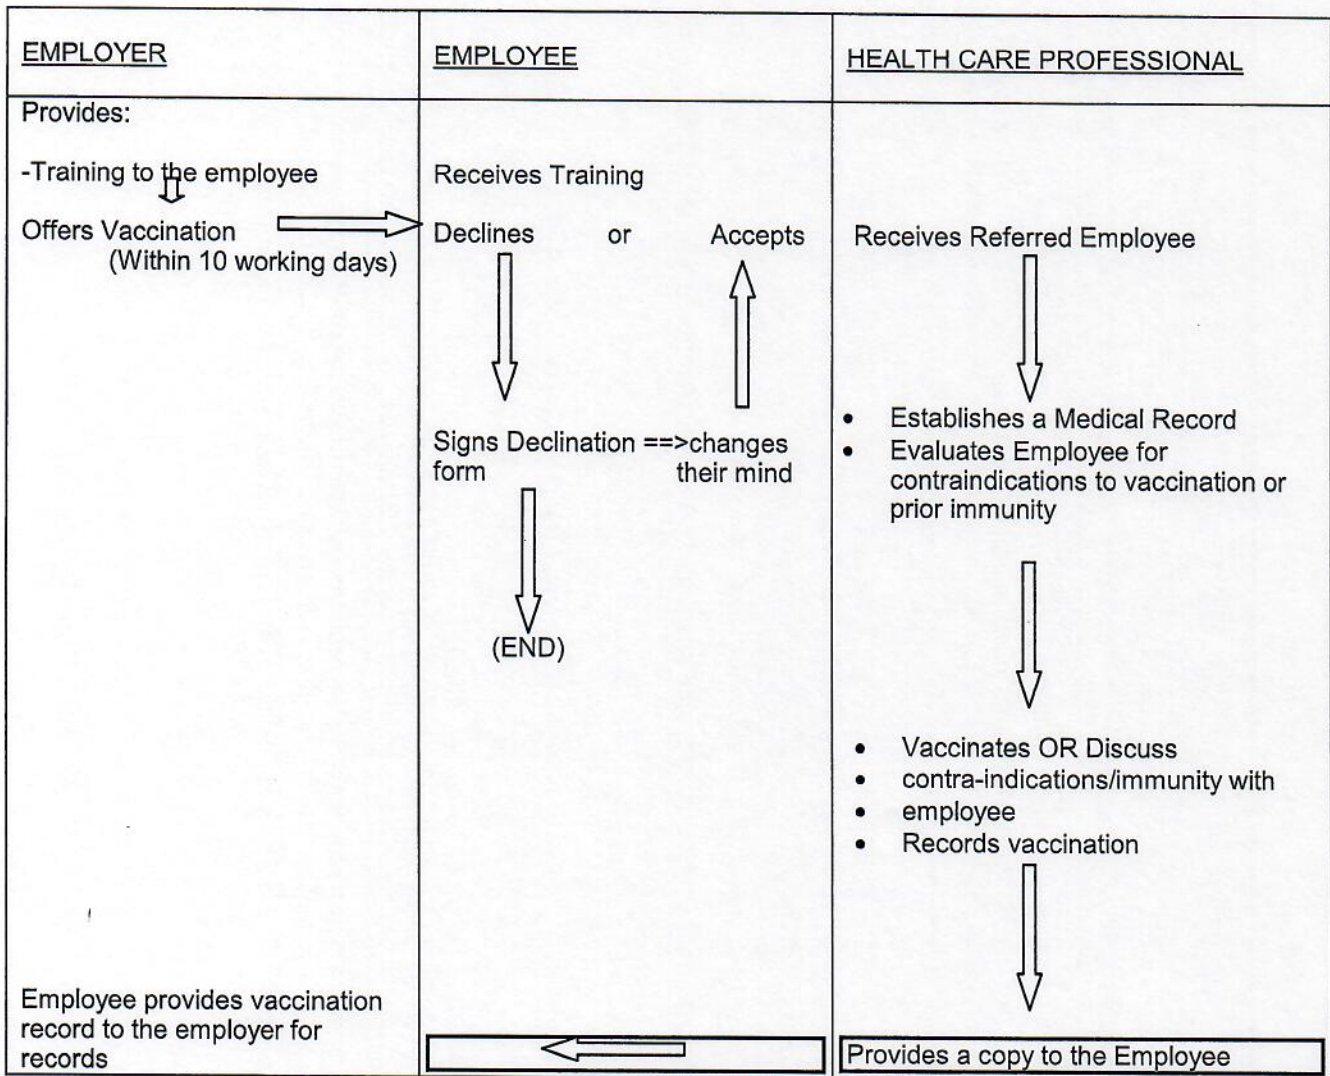 EMPLOYER
Provides:
-Training to the employee
Offers Vaccination
(Within 10 working days)
Employee provides vaccination
record to the employer for
records
EMPLOYEE
Receives Training
Declines or Accepts
Signs Declination ==>changes
form their mind
(END)
HEALTH CARE PROFESSIONAL
Receives Referred Employee
• Establishes a Medical Record
• Evaluates Employee for
contraindications to vaccination or
prior immunity
• Vaccinates OR Discuss
• contra-indications/immunity with
• employee
• Records vaccination
Provides a copy to the Employee